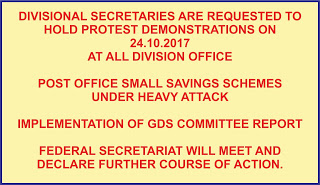 DIVISIONAL SECRETARIES ARE REQUESTED TO
HOLD PROTEST DEMONSTRATIONS ON
24.10.2017
AT ALL DIVISION OFFICE
POST OFFICE SMALL SAVINGS SCHEMES
UNDER HEAVY ATTACK
IMPLEMENTATION OF GDS COMMITTEE REPORT
FEDERAL SECRETARIAT WILL MEET AND
DECLARE FURTHER COURSE OF ACTION.